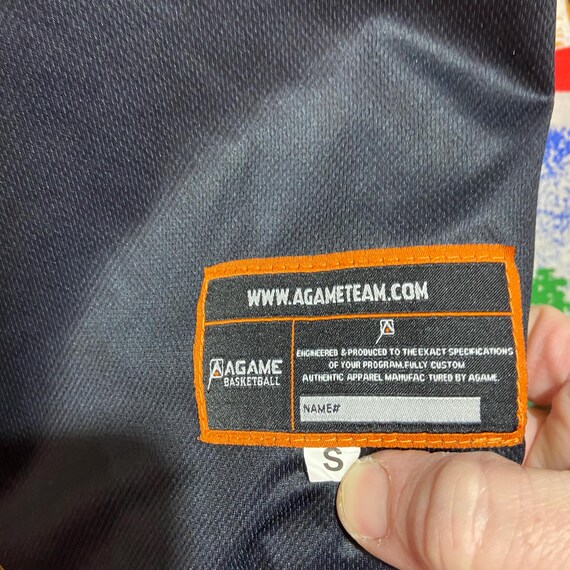 WWW.AGAMETEAM.COM
AGAME
BASKETBALL
ENGINEERED & PRODUCED TO THE EXACT SPECIFICATIONS
OF YOUR PROGRAM.FULLY CUSTOM
AUTHENTIC APPAREL MANUFAC TURED BY AGAME.
NAME#
S